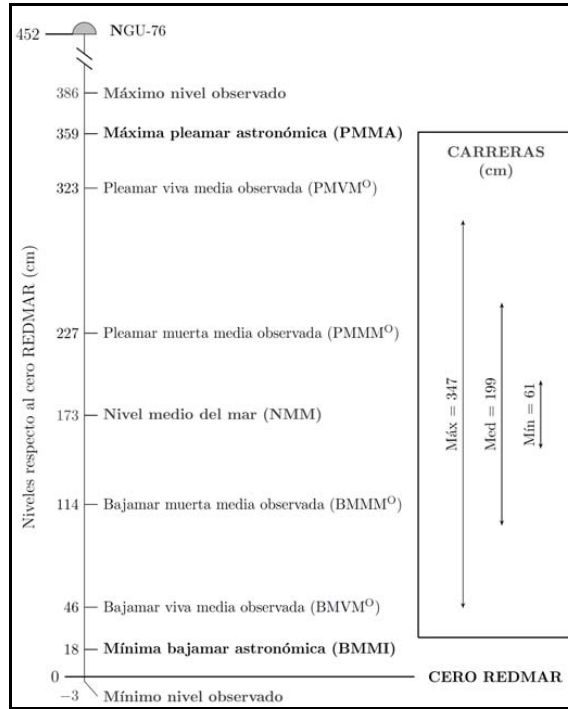 452 NGU-76
386 Máximo nivel observado
359 Máxima pleamar astronómica (PMMA)
323 Pleamar viva media observada (PMVMᴼ)
227 Pleamar muerta media observada (PMMMᴼ)
173 Nivel medio del mar (NMM)
114 Bajamar muerta media observada (BMMMᴼ)
46 Bajamar viva media observada (BMVMᴼ)
18 Mínima bajamar astronómica (BMMI)
0 CERO REDMAR
−3 Mínimo nivel observado
Niveles respecto al cero REDMAR (cm)
CARRERAS
(cm)
Máx = 347
Med = 199
Mín = 61